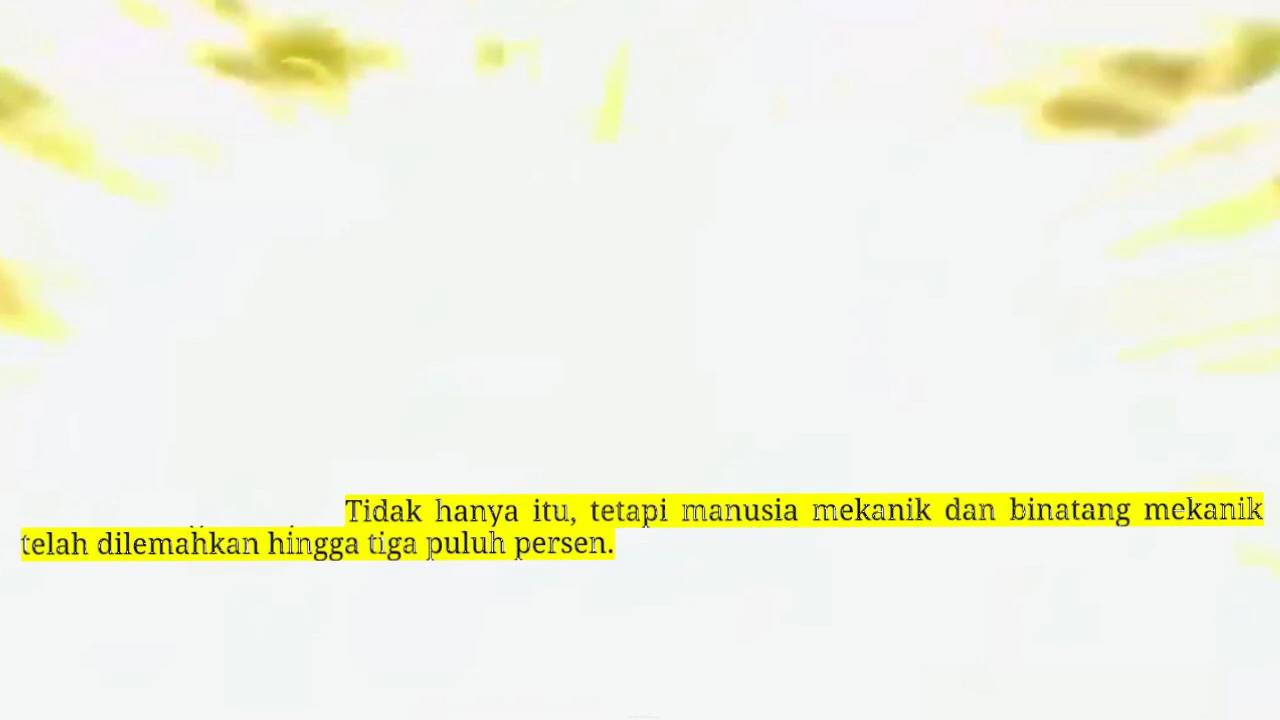 Tidak hanya itu, tetapi manusia mekanik dan binatang mekanik
telah dilemahkan hingga tiga puluh persen.